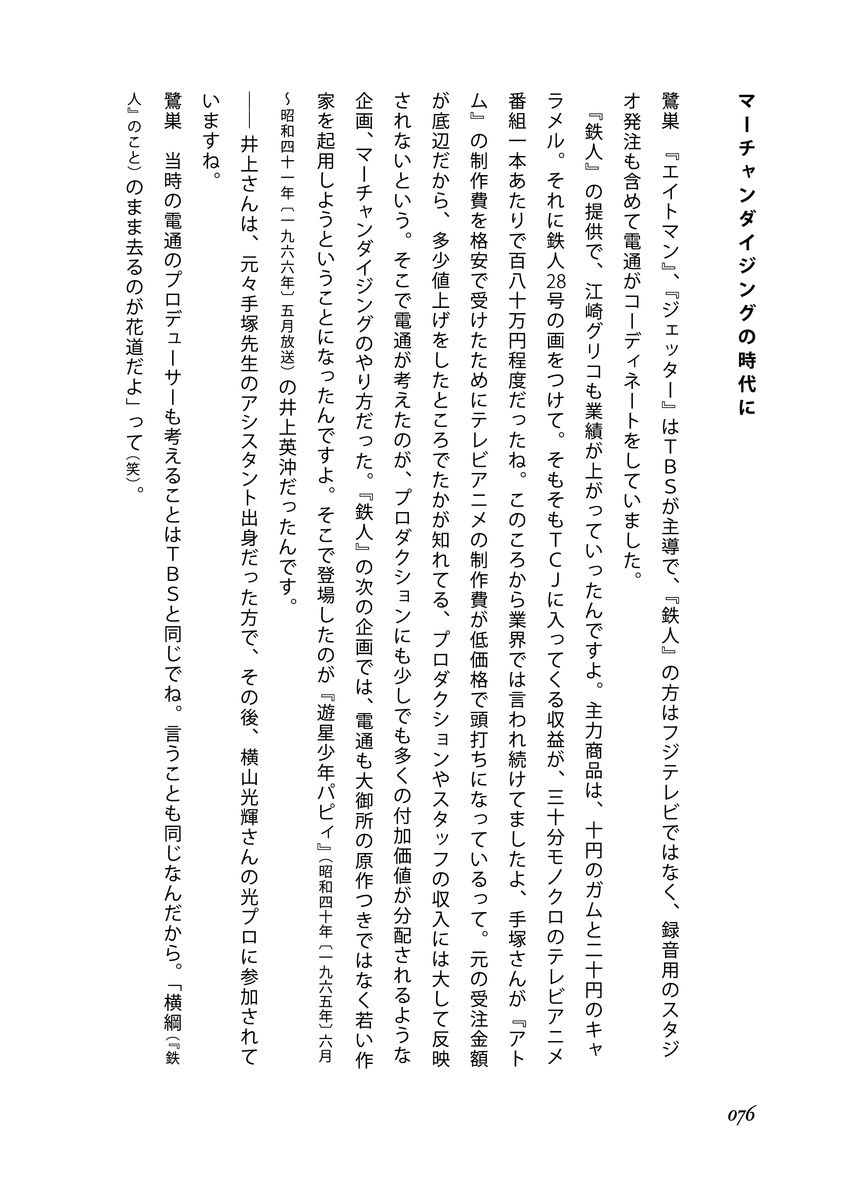 マーチャンダイジングの時代に
鷺巣　『エイトマン』、『ジェッター』はＴＢＳが主導で、『鉄人』の方はフジテレビではなく、録音用のスタジ
オ発注も含めて電通がコーディネートをしていました。
　『鉄人』の提供で、江崎グリコも業績が上がっていったんですよ。主力商品は、十円のガムと二十円のキャ
ラメル。それに鉄人28号の画をつけて。そもそもＴＣＪに入ってくる収益が、三十分モノクロのテレビアニメ
番組一本あたりで百八十万円程度だったね。このころから業界では言われ続けてましたよ、手塚さんが『アト
ム』の制作費を格安で受けたためにテレビアニメの制作費が低価格で頭打ちになっているって。元の受注金額
が底辺だから、多少値上げをしたところでたかが知れてる、プロダクションやスタッフの収入には大して反映
されないという。そこで電通が考えたのが、プロダクションにも少しでも多くの付加価値が分配されるような
企画、マーチャンダイジングのやり方だった。『鉄人』の次の企画では、電通も大御所の原作つきではなく若い作
家を起用しようということになったんですよ。そこで登場したのが『遊星少年パピィ』（昭和四十年〔一九六五年〕六月
〜昭和四十一年〔一九六六年〕五月放送）の井上英沖だったんです。
――井上さんは、元々手塚先生のアシスタント出身だった方で、その後、横山光輝さんの光プロに参加されて
いますね。
鷺巣　当時の電通のプロデューサーも考えることはＴＢＳと同じでね。言うことも同じなんだから。「横綱（『鉄
人』のこと）のまま去るのが花道だよ」って（笑）。
076